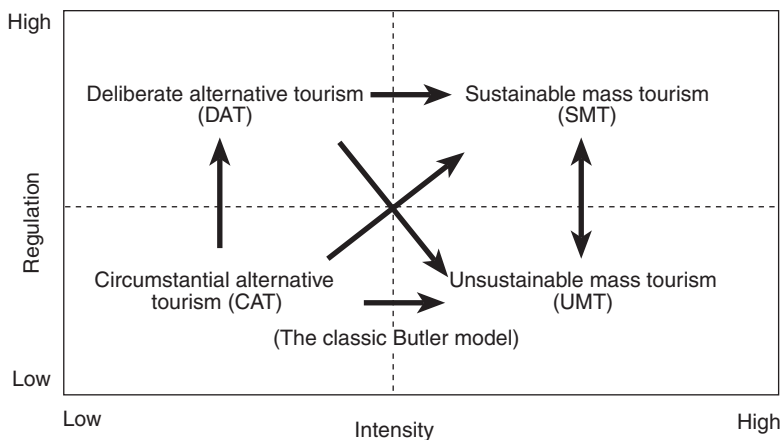 High
Deliberate alternative tourism
(DAT)
Sustainable mass tourism
(SMT)
Regulation
Circumstantial alternative
tourism (CAT)
Unsustainable mass tourism
(UMT)
(The classic Butler model)
Low
Low
Intensity
High